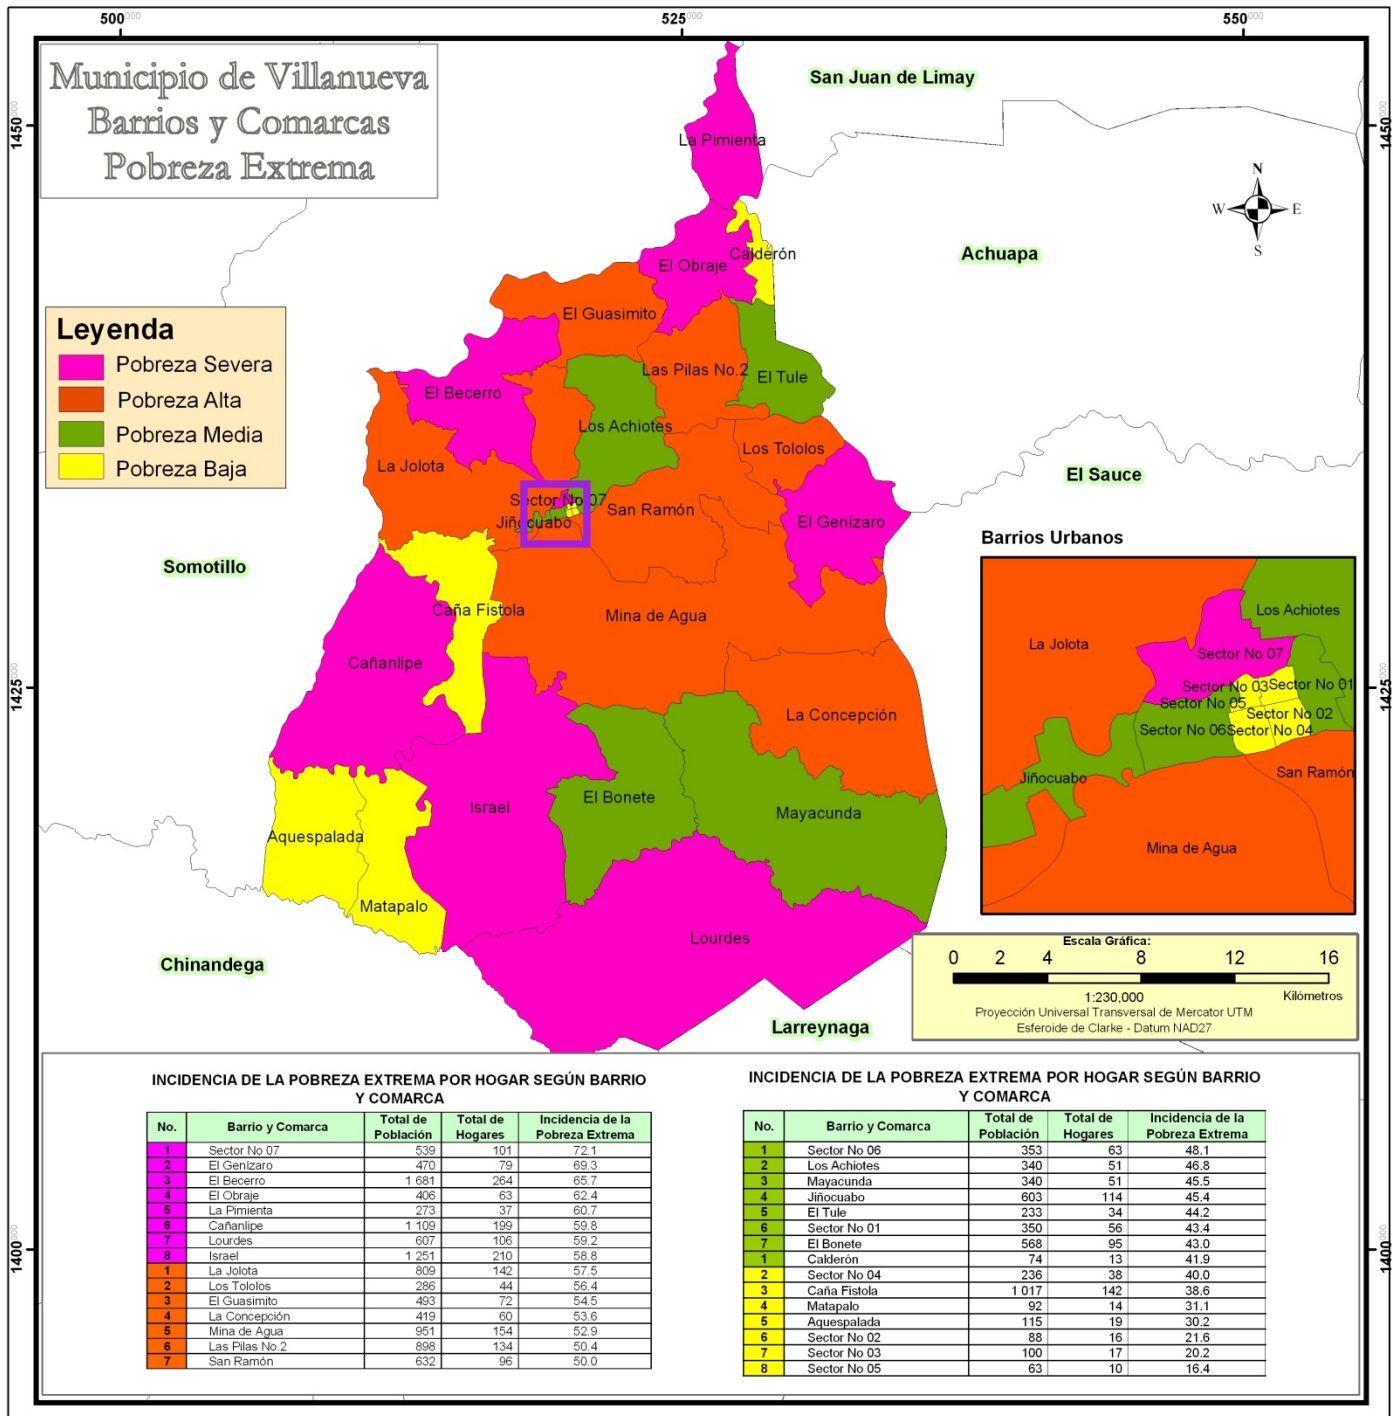 500000 525000 550000
Municipio de Villanueva
Barrios y Comarcas
Pobreza Extrema
San Juan de Limay
1450000 1450000
La Pimienta
N
W E
S
Calderón
Achuapa
El Obraje
El Guasimito
Leyenda
Pobreza Severa
Pobreza Alta
Pobreza Media
Pobreza Baja
Las Pilas No.2
El Tule
El Becerro
Los Achiotes
Los Tololos
La Jolota
El Sauce
Sector No 07
San Ramón
Jiñocuabo
El Genízaro
Somotillo
Caña Fistola
Mina de Agua
Cañanlipe
1425000 1425000
La Concepción
El Bonete
Israel
Mayacunda
Aquespalada
Matapalo
Lourdes
Chinandega
Larreynaga
Barrios Urbanos
Los Achiotes
La Jolota
Sector No 07
Sector No 03 Sector No 01
Sector No 05
Sector No 02
Sector No 06 Sector No 04
San Ramón
Jiñocuabo
Mina de Agua
Escala Gráfica:
0 2 4 8 12 16
1:230,000 Kilómetros
Proyección Universal Transversal de Mercator UTM
Esferoide de Clarke - Datum NAD27
1400000 1400000
INCIDENCIA DE LA POBREZA EXTREMA POR HOGAR SEGÚN BARRIO
Y COMARCA
No. Barrio y Comarca Total de Población Total de Hogares Incidencia de la Pobreza Extrema
1 Sector No 07 539 101 72.1
2 El Genízaro 470 79 69.3
3 El Becerro 1 681 264 65.7
4 El Obraje 406 63 62.4
5 La Pimienta 273 37 60.7
6 Cañanlipe 1 109 199 59.8
7 Lourdes 607 106 59.2
8 Israel 1 251 210 58.8
1 La Jolota 809 142 57.5
2 Los Tololos 286 44 56.4
3 El Guasimito 493 72 54.5
4 La Concepción 419 60 53.6
5 Mina de Agua 951 154 52.9
6 Las Pilas No.2 898 134 50.4
7 San Ramón 632 96 50.0
INCIDENCIA DE LA POBREZA EXTREMA POR HOGAR SEGÚN BARRIO
Y COMARCA
No. Barrio y Comarca Total de Población Total de Hogares Incidencia de la Pobreza Extrema
1 Sector No 06 353 63 48.1
2 Los Achiotes 340 51 46.8
3 Mayacunda 340 51 45.5
4 Jiñocuabo 603 114 45.4
5 El Tule 233 34 44.2
6 Sector No 01 350 56 43.4
7 El Bonete 568 95 43.0
1 Calderón 74 13 41.9
2 Sector No 04 236 38 40.0
3 Caña Fistola 1 017 142 38.6
4 Matapalo 92 14 31.1
5 Aquespalada 115 19 30.2
6 Sector No 02 88 16 21.6
7 Sector No 03 100 17 20.2
8 Sector No 05 63 10 16.4